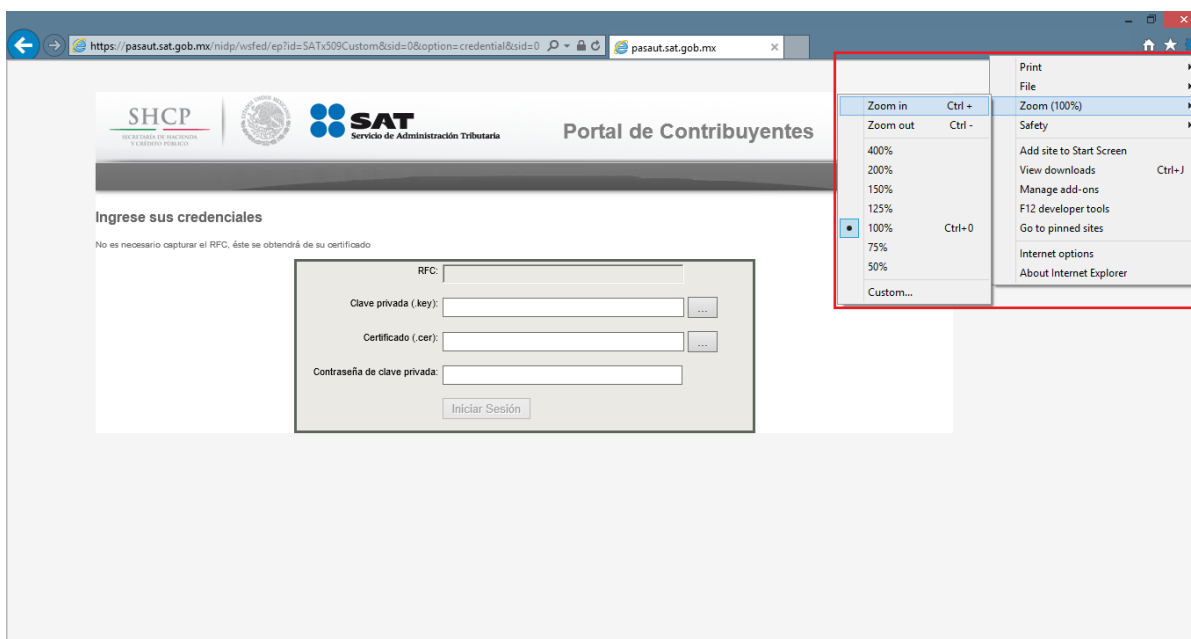 https://pasaut.sat.gob.mx/nidp/wsfed/ep?id=SATx509Custom&sid=0&option=credential&sid=0
pasaut.sat.gob.mx
SHCP
SECRETARÍA DE HACIENDA
Y CRÉDITO PÚBLICO
SAT
Servicio de Administración Tributaria
Portal de Contribuyentes
Ingrese sus credenciales
No es necesario capturar el RFC, éste se obtendrá de su certificado
RFC:
Clave privada (.key):
...
Certificado (.cer):
...
Contraseña de clave privada:
Iniciar Sesión
Print
File
Zoom (100%)
Safety
Add site to Start Screen
View downloads Ctrl+J
Manage add-ons
F12 developer tools
Go to pinned sites
Internet options
About Internet Explorer
Zoom in Ctrl +
Zoom out Ctrl -
400%
200%
150%
125%
100% Ctrl+0
75%
50%
Custom...